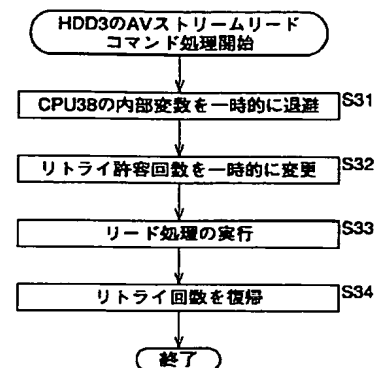 HDD3のAVストリームリード
コマンド処理開始
CPU38の内部変数を一時的に退避
S31
リトライ許容回数を一時的に変更
S32
リード処理の実行
S33
リトライ回数を復帰
S34
終了